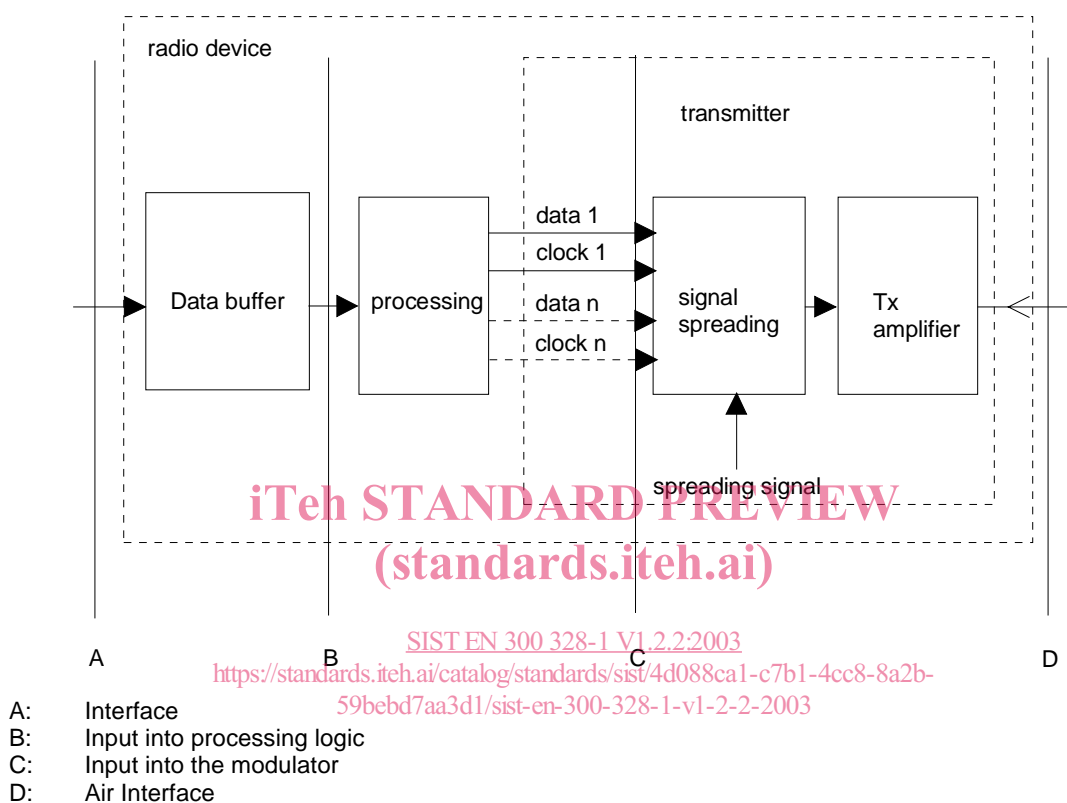 radio device
transmitter
data 1
clock 1
data n
clock n
Data buffer
processing
signal
spreading
Tx
amplifier
spreading signal
iTeh STANDARD PREVIEW
(standards.iteh.ai)
SIST EN 300 328-1 V1.2.2:2003
A
B
C
D
https://standards.iteh.ai/catalog/standards/sist/4d088ca1-c7b1-4cc8-8a2b-
59bebd7aa3d1/sist-en-300-328-1-v1-2-2-2003
A: Interface
B: Input into processing logic
C: Input into the modulator
D: Air Interface